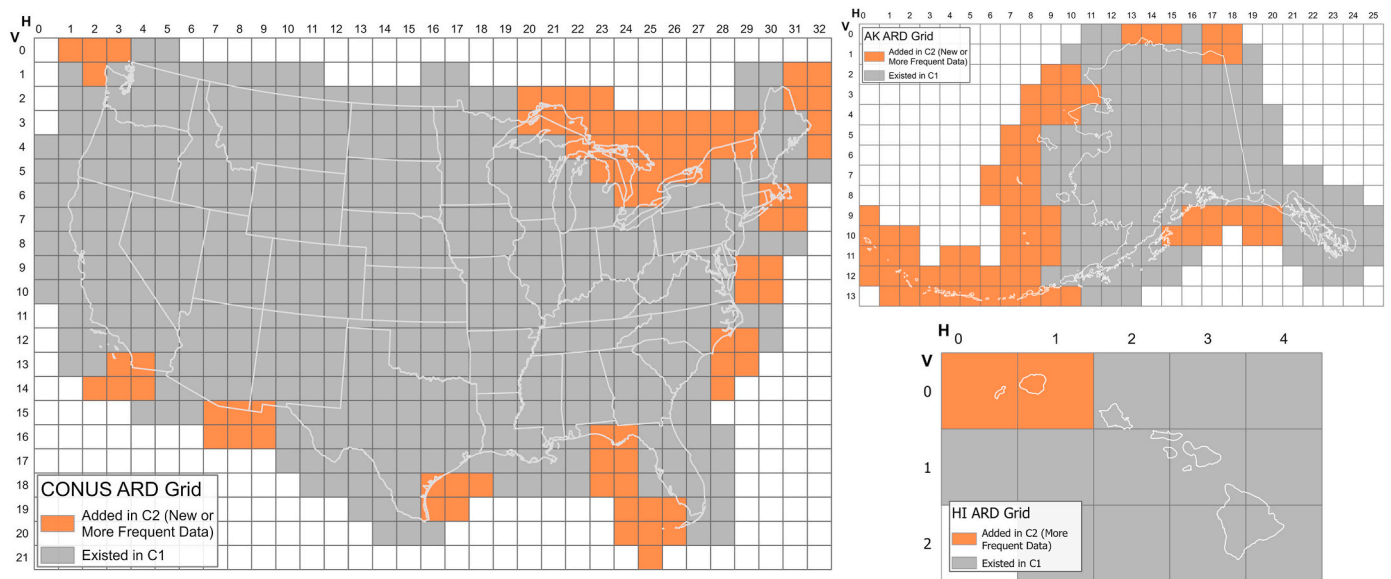 H
V 0 1 2 3 4 5 6 7 8 9 10 11 12 13 14 15 16 17 18 19 20 21 22 23 24 25 26 27 28 29 30 31 32
0
1
2
3
4
5
6
7
8
9
10
11
12
13
14
15
16
17
18
19
20
21
CONUS ARD Grid
Added in C2 (New or
More Frequent Data)
Existed in C1
H
V 0 1 2 3 4 5 6 7 8 9 10 11 12 13 14 15 16 17 18 19 20 21 22 23 24 25
0
1
2
3
4
5
6
7
8
9
10
11
12
13
AK ARD Grid
Added in C2 (New or
More Frequent Data)
Existed in C1
H
0 1 2 3 4
V
0
1
2
HI ARD Grid
Added in C2 (More
Frequent Data)
Existed in C1